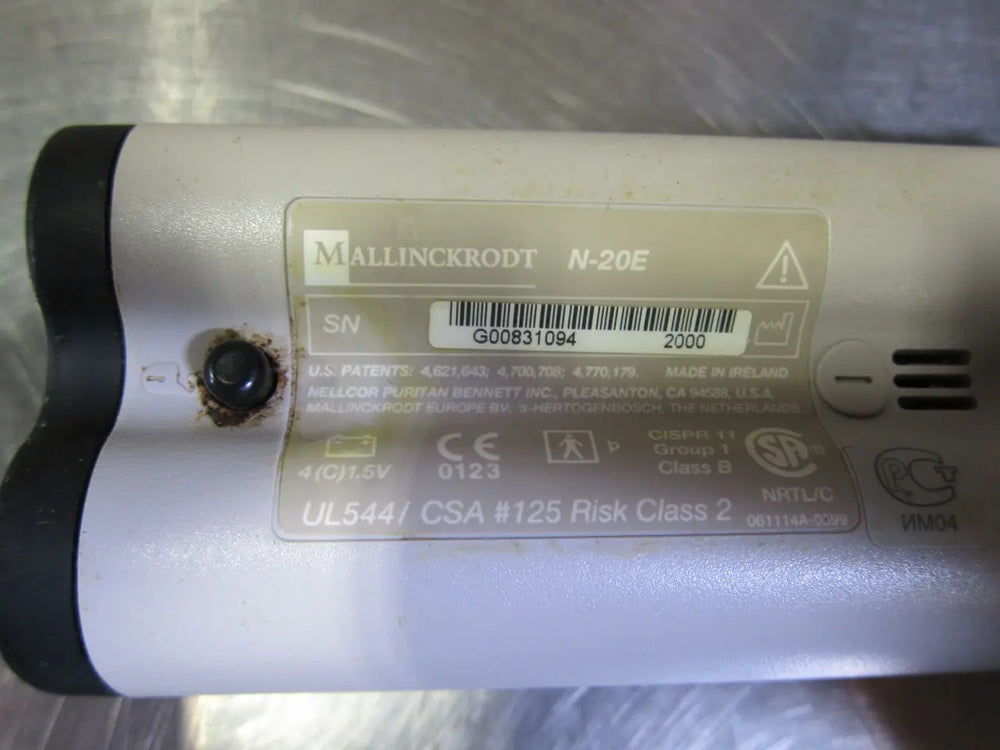 MALLINCKRODT N-20E
SN
G00831094 2000
U.S. PATENTS: 4,621,643; 4,700,708; 4,770,179. MADE IN IRELAND
NELLCOR PURITAN BENNETT INC., PLEASANTON, CA 94588, U.S.A.
MALLINCKRODT EUROPE BV, 's-HERTOGENBOSCH, THE NETHERLANDS
4(C)1.5V
CE
0123
CISPR 11
Group 1
Class B
SA®
NRTL/C
UL544/ CSA #125 Risk Class 2
061114A-0399
РСТ
ИМ04